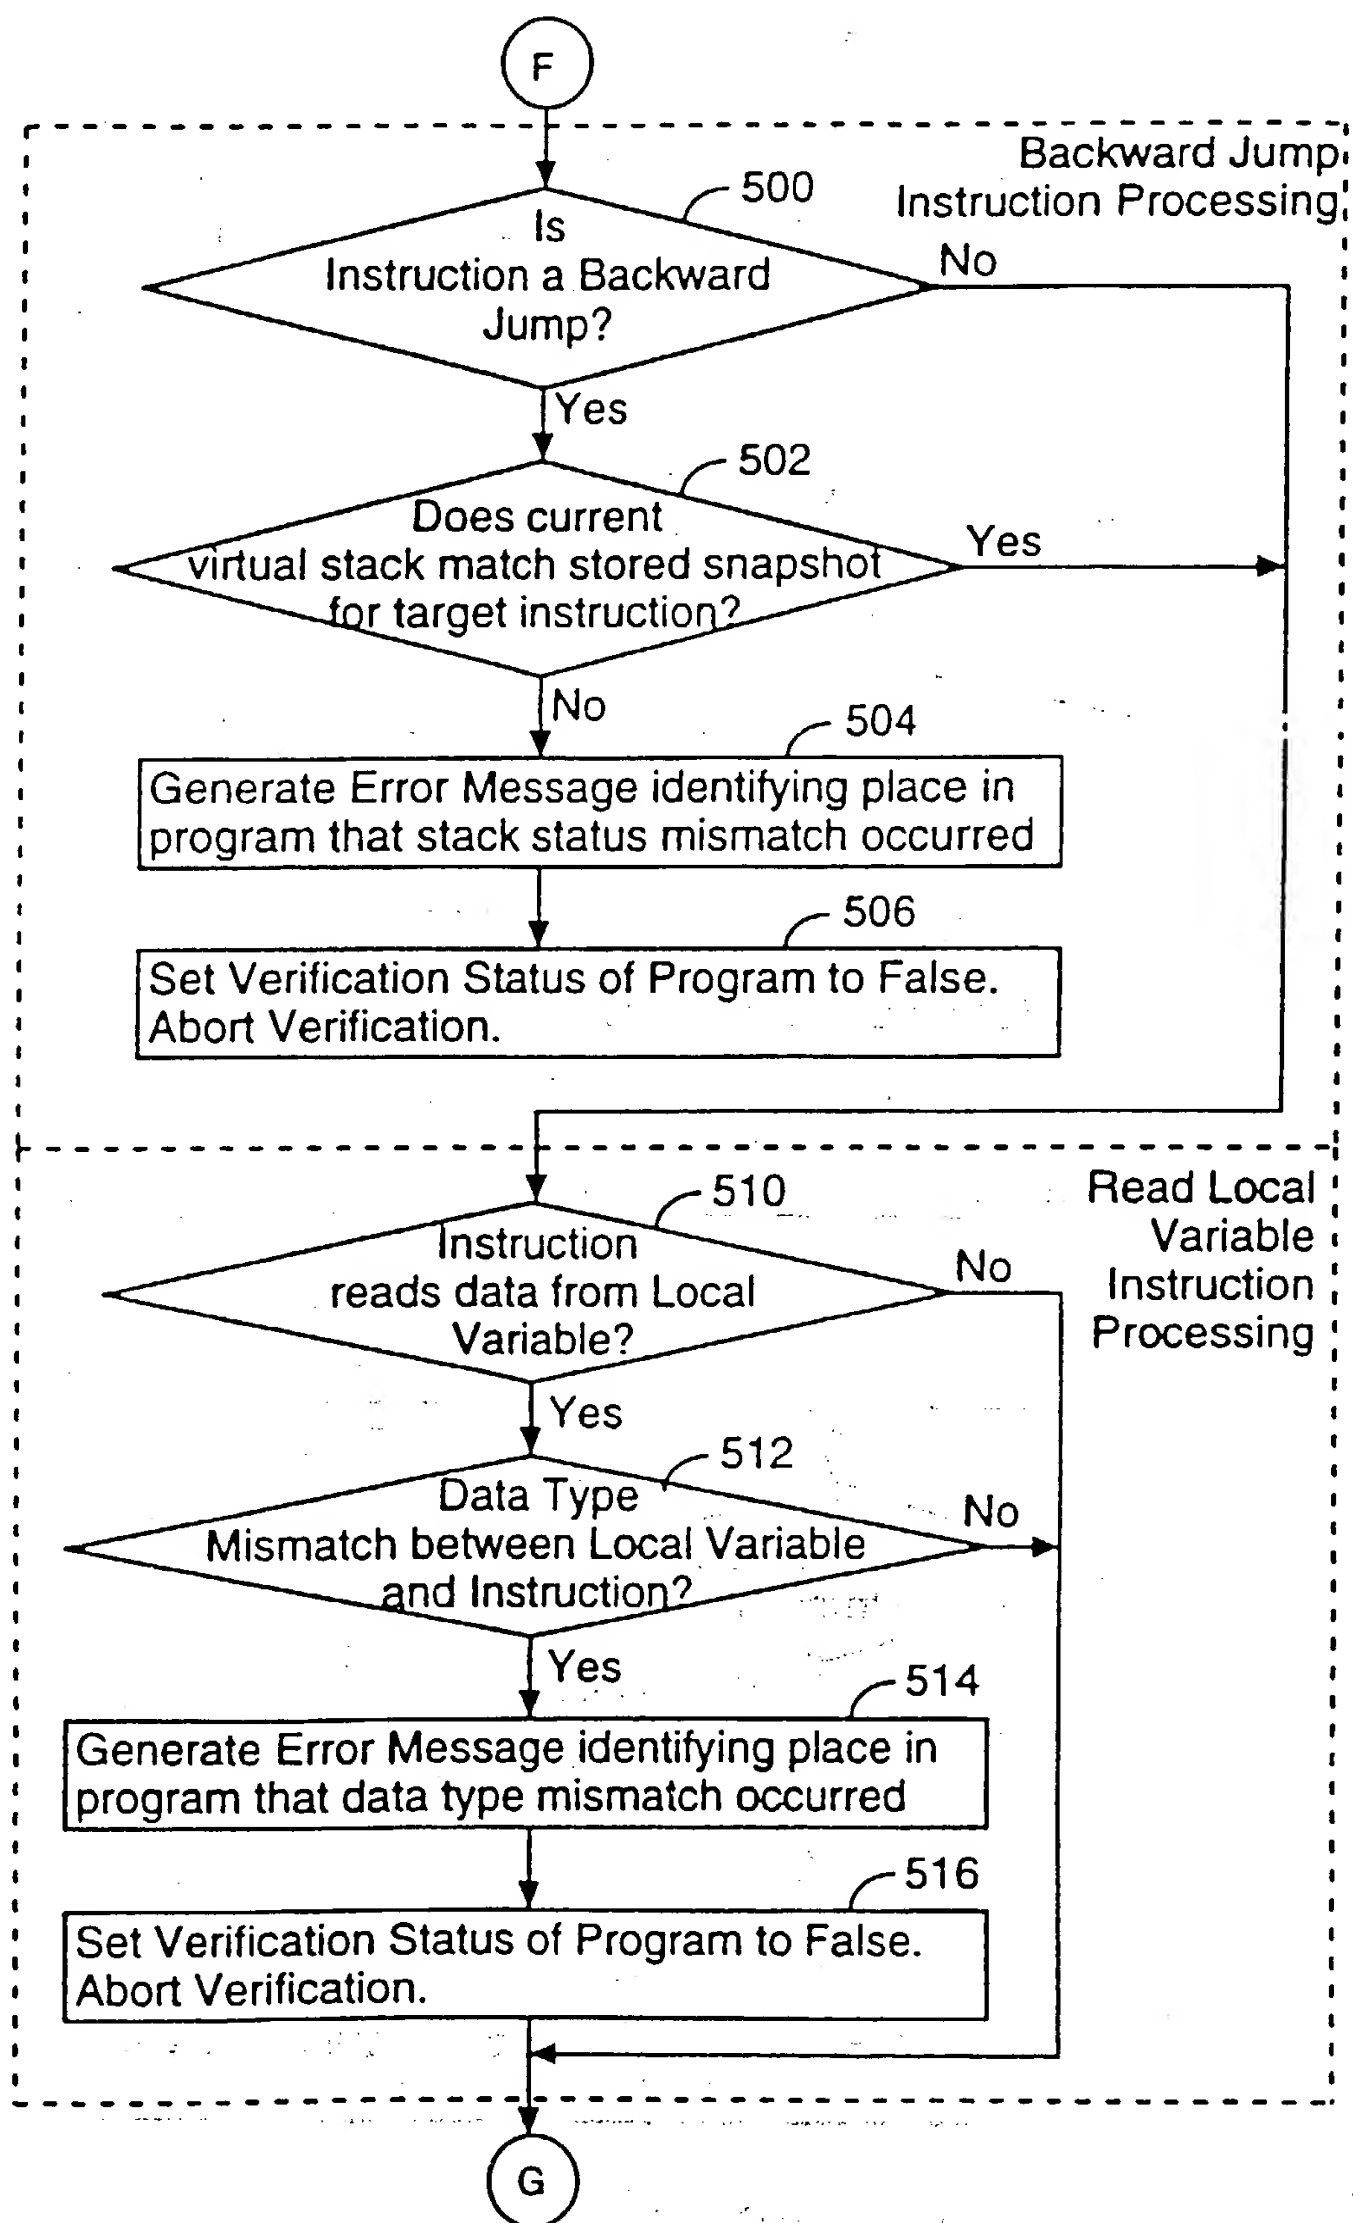 F
Backward Jump
Instruction Processing
500
Is
Instruction a Backward
Jump?
No
Yes
502
Does current
virtual stack match stored snapshot
for target instruction?
Yes
No
504
Generate Error Message identifying place in
program that stack status mismatch occurred
506
Set Verification Status of Program to False.
Abort Verification.
510
Read Local
Variable
Instruction
Processing
Instruction
reads data from Local
Variable?
No
Yes
512
Data Type
Mismatch between Local Variable
and Instruction?
No
Yes
514
Generate Error Message identifying place in
program that data type mismatch occurred
516
Set Verification Status of Program to False.
Abort Verification.
G